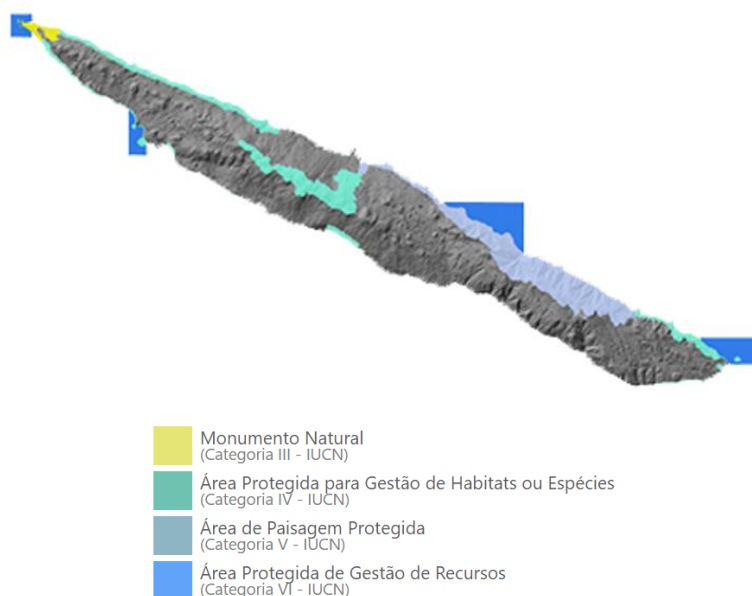 Monumento Natural
(Categoria III - IUCN)
Área Protegida para Gestão de Habitats ou Espécies
(Categoria IV - IUCN)
Área de Paisagem Protegida
(Categoria V - IUCN)
Área Protegida de Gestão de Recursos
(Categoria VI - IUCN)